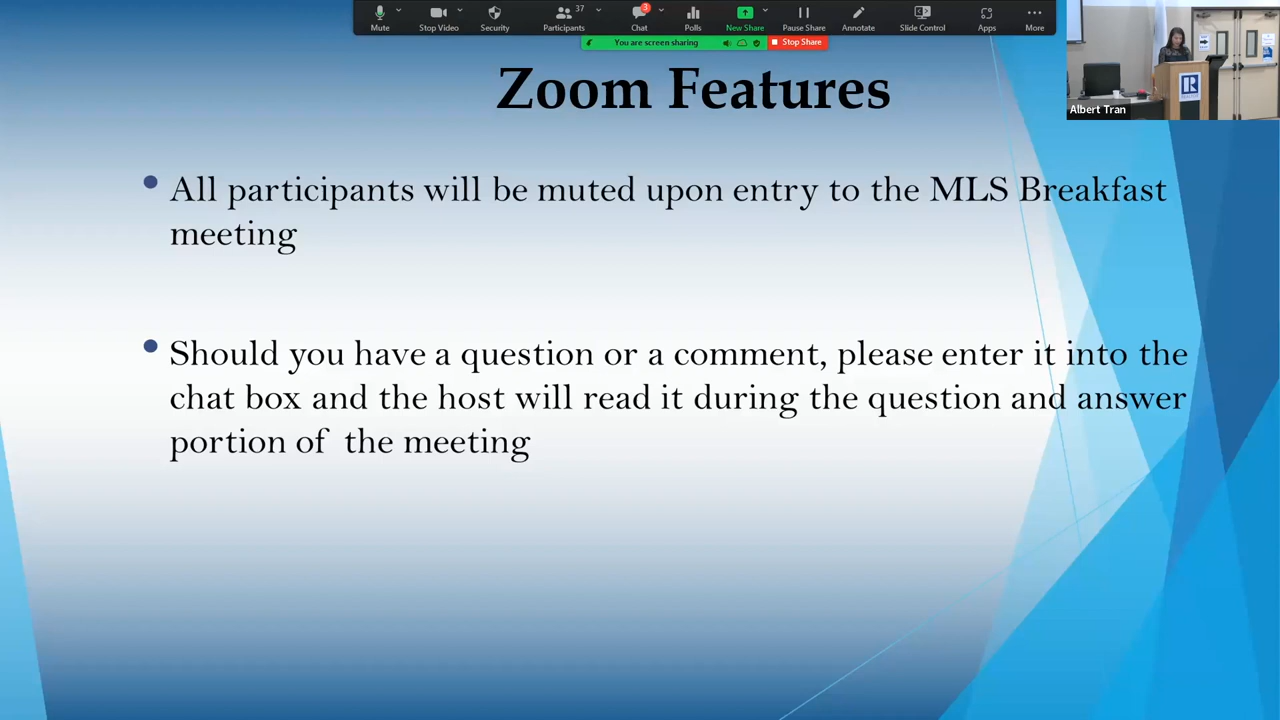 37
3
Mute
Stop Video
Security
Participants
Chat
Polls
New Share
Pause Share
Annotate
Slide Control
Apps
More
You are screen sharing
Stop Share
Zoom Features
Albert Tran
R
• All participants will be muted upon entry to the MLS Breakfast
meeting
• Should you have a question or a comment, please enter it into the
chat box and the host will read it during the question and answer
portion of the meeting